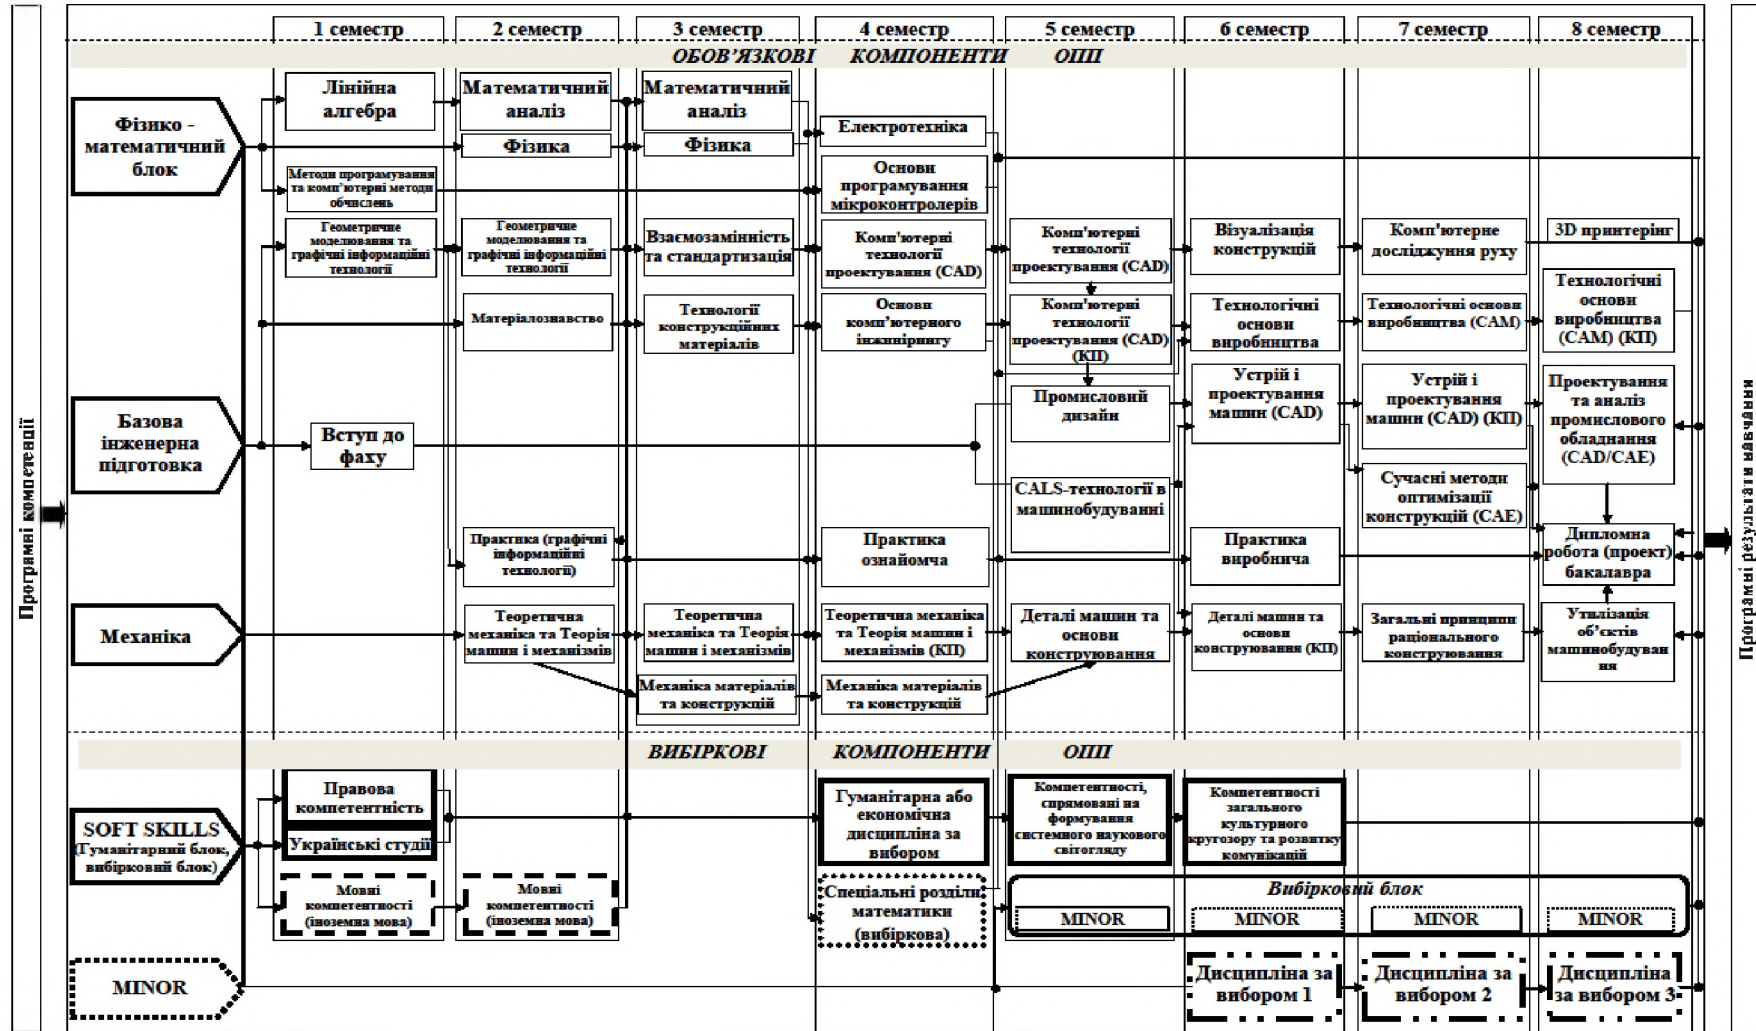 1 семестр
2 семестр
3 семестр
4 семестр
5 семестр
6 семестр
7 семестр
8 семестр
ОБОВ’ЯЗКОВІ КОМПОНЕНТИ ОПП
Програмні компетенції
Фізико -
математичний
блок
Лінійна
алгебра
Математичний
аналіз
Математичний
аналіз
Фізика
Фізика
Електротехніка
Методи програмування
та комп’ютерні методи
обчислень
Основи
програмування
мікроконтролерів
Геометричне
моделювання та
графічні інформаційні
технології
Геометричне
моделювання та
графічні інформаційні
технології
Взаємозамінність
та стандартизація
Комп'ютерні
технології
проектування (CAD)
Комп'ютерні
технології
проектування (CAD)
Візуалізація
конструкцій
Комп'ютерне
досліджуння руху
3D принтерінг
Матеріалознавство
Технології
конструкційних
матеріалів
Основи
комп’ютерного
інжинірингу
Комп'ютерні
технології
проектування (CAD)
(КП)
Технологічні
основи
виробництва
Технологічні основи
виробництва (CAM)
Технологічні
основи
виробництва
(CAM) (КП)
Базова
інженерна
підготовка
Вступ до
фаху
Промисловий
дизайн
Устрій і
проектування
машин (CAD)
Устрій і
проектування
машин (CAD) (КП)
Проектування
та аналіз
промислового
обладнання
(CAD/CAE)
CALS-технології в
машинобудуванні
Сучасні методи
оптимізації
конструкцій (CAE)
Практика (графічні
інформаційні
технології)
Практика
ознайомча
Практика
виробнича
Дипломна
робота (проект)
бакалавра
Механіка
Теоретична
механіка та Теорія
машин і механізмів
Теоретична
механіка та Теорія
машин і механізмів
Теоретична механіка
та Теорія машин і
механізмів (КП)
Деталі машин та
основи
конструювання
Деталі машин та
основи
конструювання (КП)
Загальні принципи
раціонального
конструювання
Утилізація
об’єктів
машинобудуван
ня
Механіка матеріалів
та конструкцій
Механіка матеріалів
та конструкцій
Програмні результати навчання
ВИБІРКОВІ КОМПОНЕНТИ ОПП
SOFT SKILLS
(Гуманітарний блок,
вибірковий блок)
Правова
компетентність
Українські студії
Гуманітарна або
економічна
дисципліна за
вибором
Компетентності,
спрямовані на
формування
системного наукового
світогляду
Компетентності
загального
культурного
кругозору та розвитку
комунікацій
Мовні
компетентності
(іноземна мова)
Мовні
компетентності
(іноземна мова)
Спеціальні розділи
математики
(вибіркова)
Вибірковий блок
MINOR
MINOR
MINOR
MINOR
MINOR
Дисципліна за
вибором 1
Дисципліна за
вибором 2
Дисципліна
за вибором 3